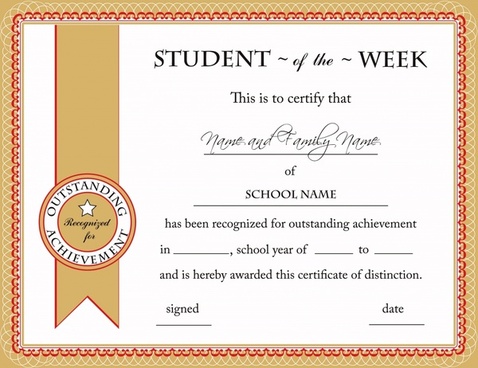 STUDENT ~ of the ~ WEEK
This is to certify that
Name and Family Name
of
SCHOOL NAME
has been recognized for outstanding achievement
in ________, school year of _____ to _____
and is hereby awarded this certificate of distinction.
signed date
OUTSTANDING
Recognized
for
ACHIEVEMENT